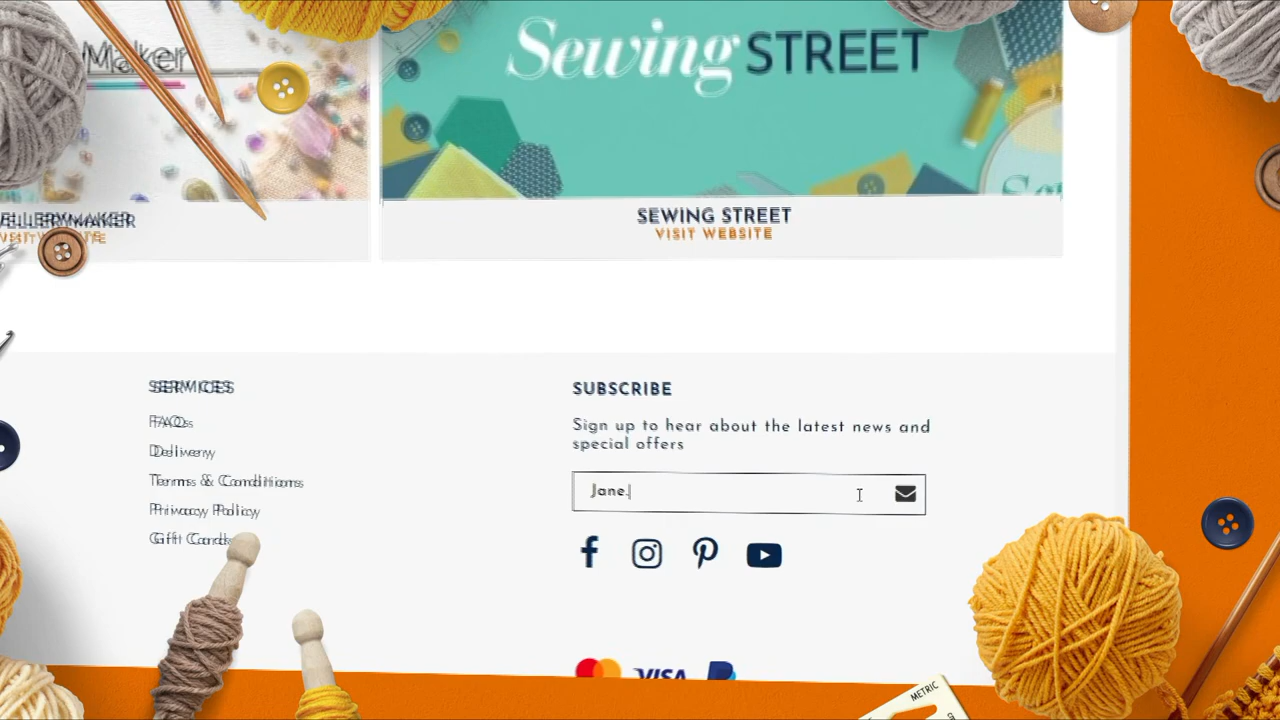 Maker
Sewing STREET
SEWING STREET
VISIT WEBSITE
SERVICES
FAQs
Delivery
Terms & Conditions
Privacy Policy
Gift Cards
SUBSCRIBE
Sign up to hear about the latest news and
special offers
Jane.
VISA
METRIC